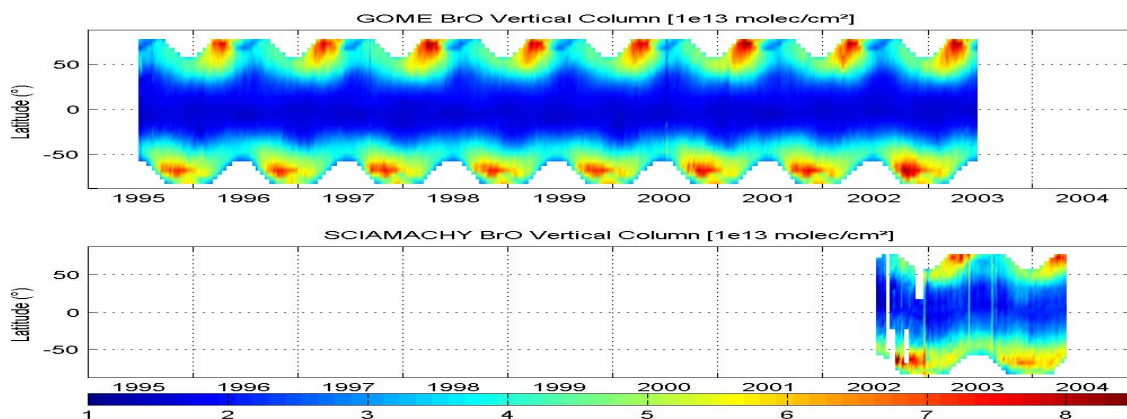 GOME BrO Vertical Column [1e13 molec/cm²]
Latitude (°)
50
0
-50
1995 1996 1997 1998 1999 2000 2001 2002 2003 2004
SCIAMACHY BrO Vertical Column [1e13 molec/cm²]
Latitude (°)
50
0
-50
1995 1996 1997 1998 1999 2000 2001 2002 2003 2004
1 2 3 4 5 6 7 8